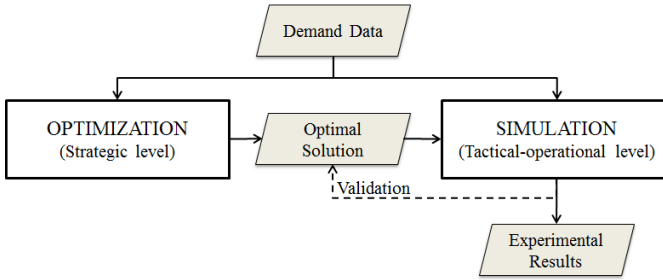 Demand Data
OPTIMIZATION
(Strategic level)
Optimal
Solution
SIMULATION
(Tactical-operational level)
Validation
Experimental
Results